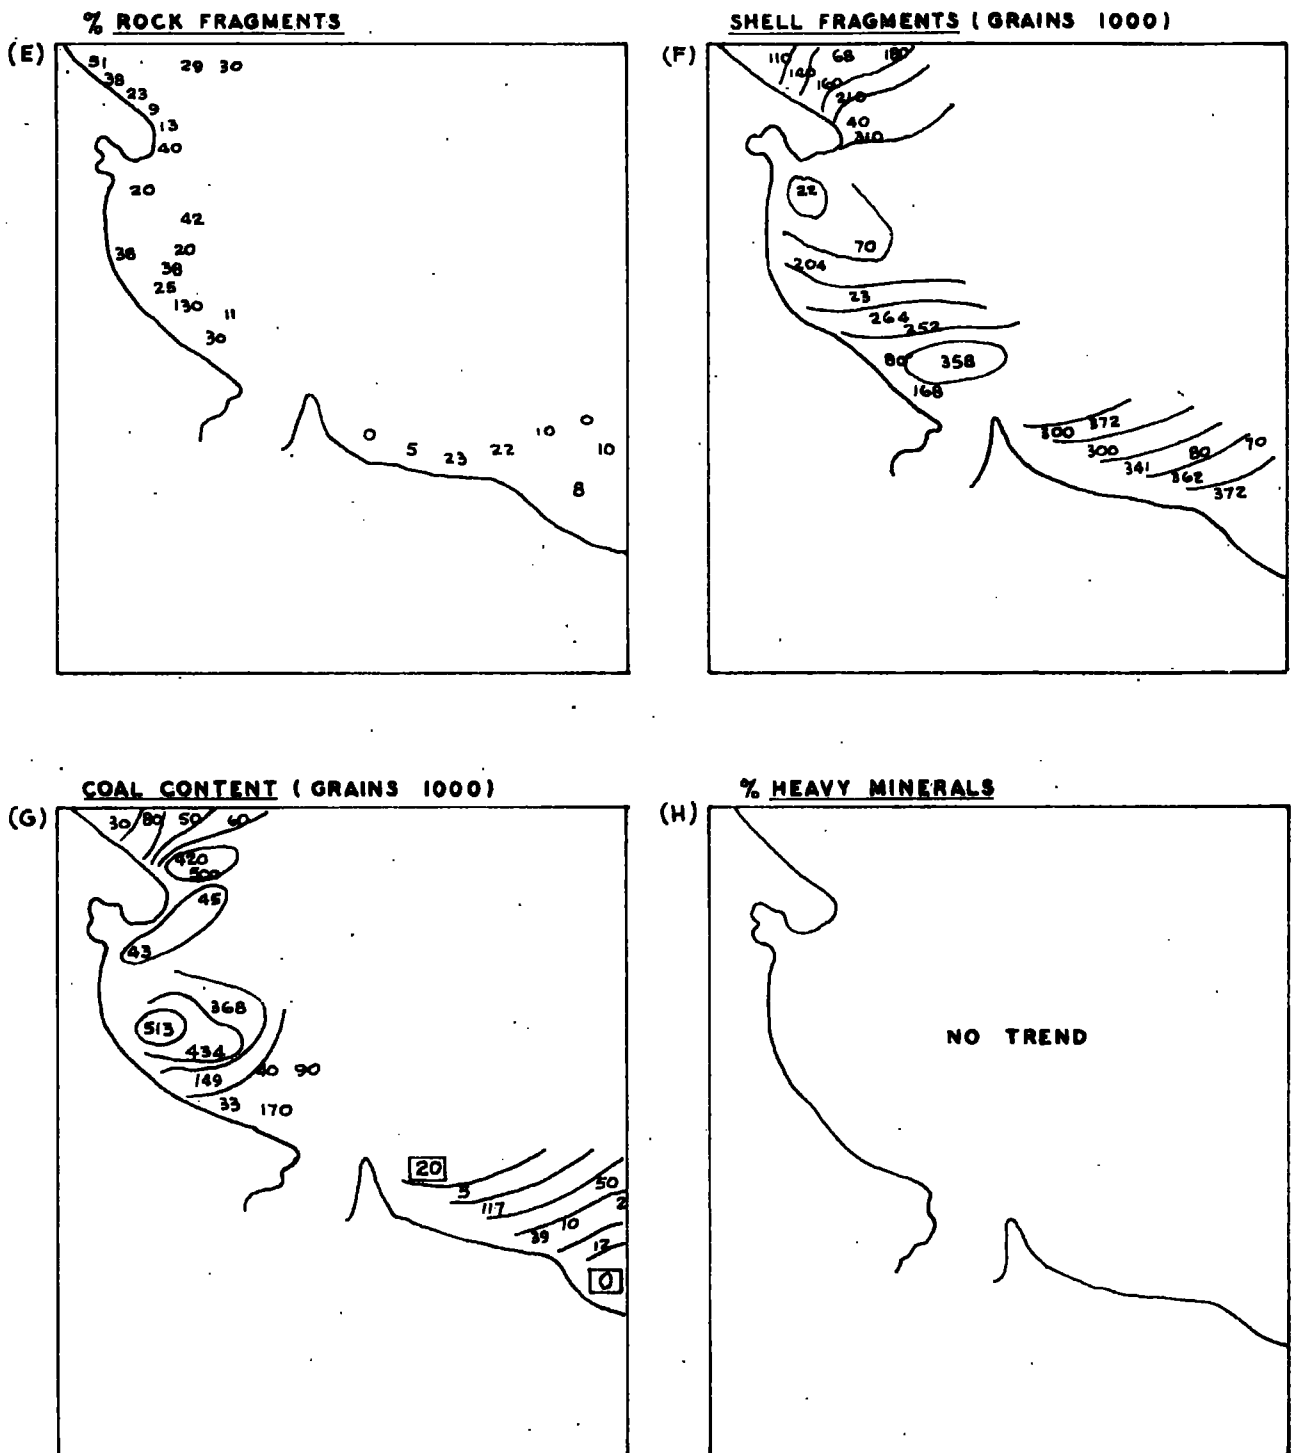 % ROCK FRAGMENTS
(E)
51 29 30
38
23
9
13
40
20
42
38 20
38
25
130 11
30
0 5 23 22 10 0 10
8
SHELL FRAGMENTS (GRAINS 1000)
(F)
110 140 68 180
160
210
40
310
22
70
204
23
264 252
80 358
168
300 372
300 341 80 362 70
372
COAL CONTENT (GRAINS 1000)
(G)
30 80 50 60
420
500
45
43
368
513
434
149 40 90
33 170
20
5 117 50
39 10 2
12
0
% HEAVY MINERALS
(H)
NO TREND